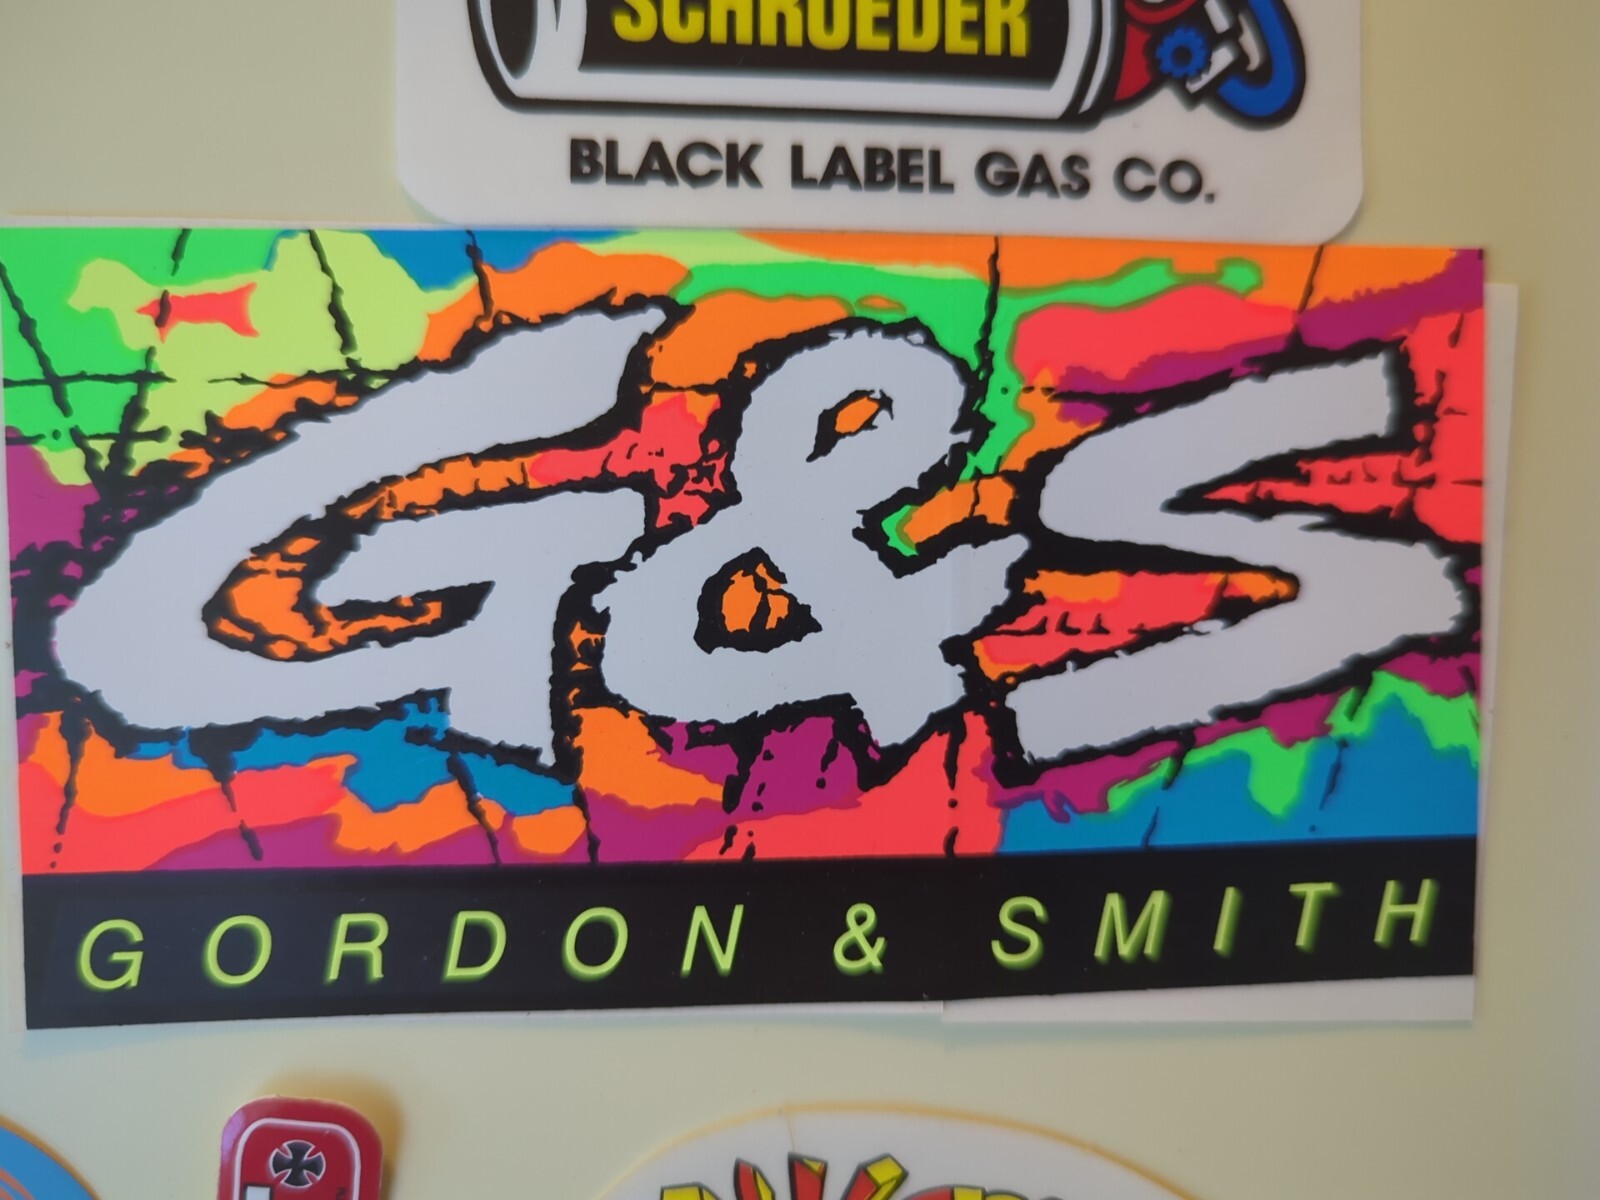 SCHROEDER
BLACK LABEL GAS CO.
G&S
GORDON & SMITH